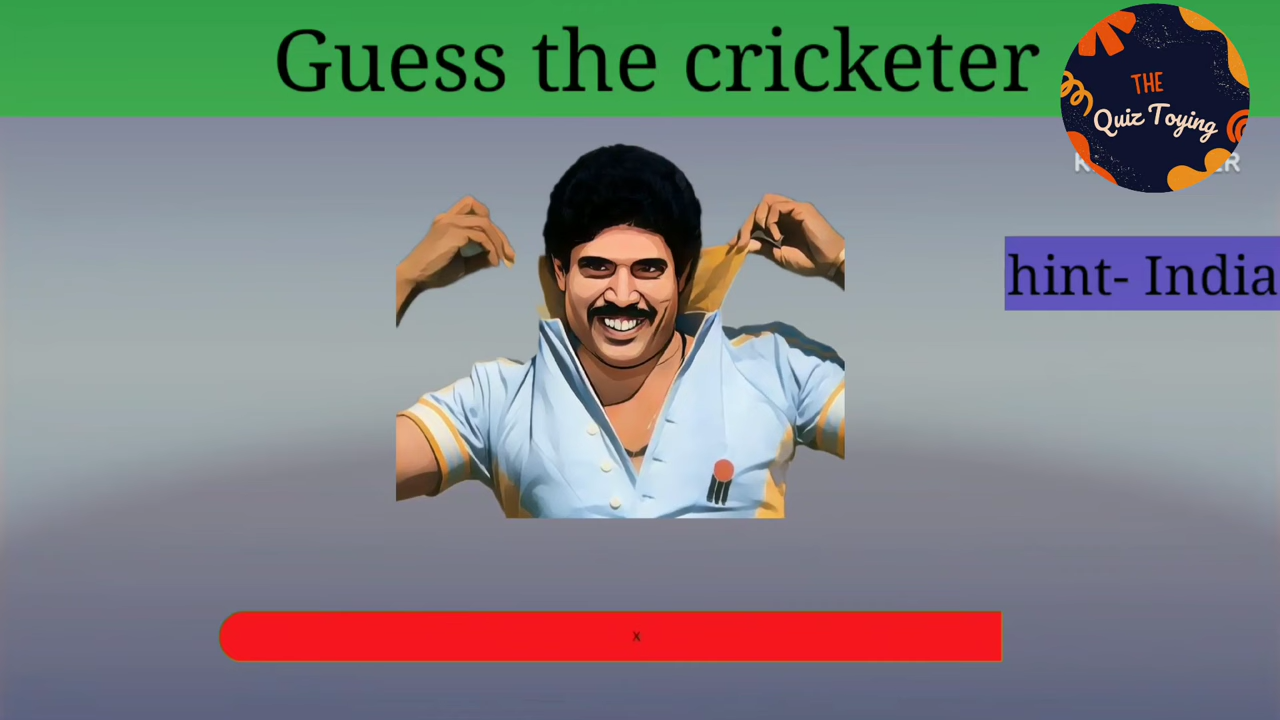 Guess the cricketer
THE
Quiz Toying
hint- India
x